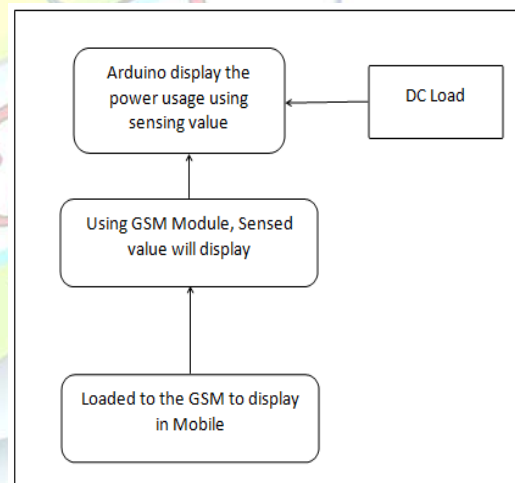 Arduino display the
power usage using
sensing value
DC Load
Using GSM Module, Sensed
value will display
Loaded to the GSM to display
in Mobile